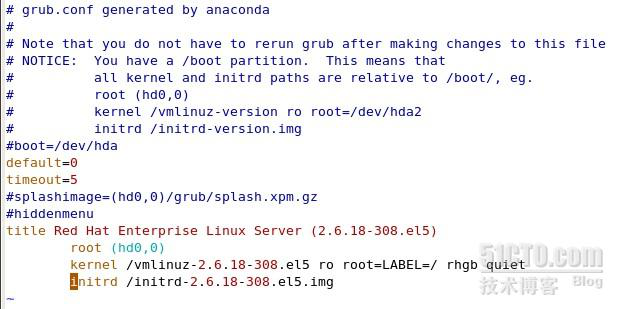 # grub.conf generated by anaconda
#
# Note that you do not have to rerun grub after making changes to this file
# NOTICE:  You have a /boot partition.  This means that
#          all kernel and initrd paths are relative to /boot/, eg.
#          root (hd0,0)
#          kernel /vmlinuz-version ro root=/dev/hda2
#          initrd /initrd-version.img
#boot=/dev/hda
default=0
timeout=5
#splashimage=(hd0,0)/grub/splash.xpm.gz
#hiddenmenu
title Red Hat Enterprise Linux Server (2.6.18-308.el5)
        root (hd0,0)
        kernel /vmlinuz-2.6.18-308.el5 ro root=LABEL=/ rhgb quiet
        initrd /initrd-2.6.18-308.el5.img
~
51CTO.com
技术博客 Blog